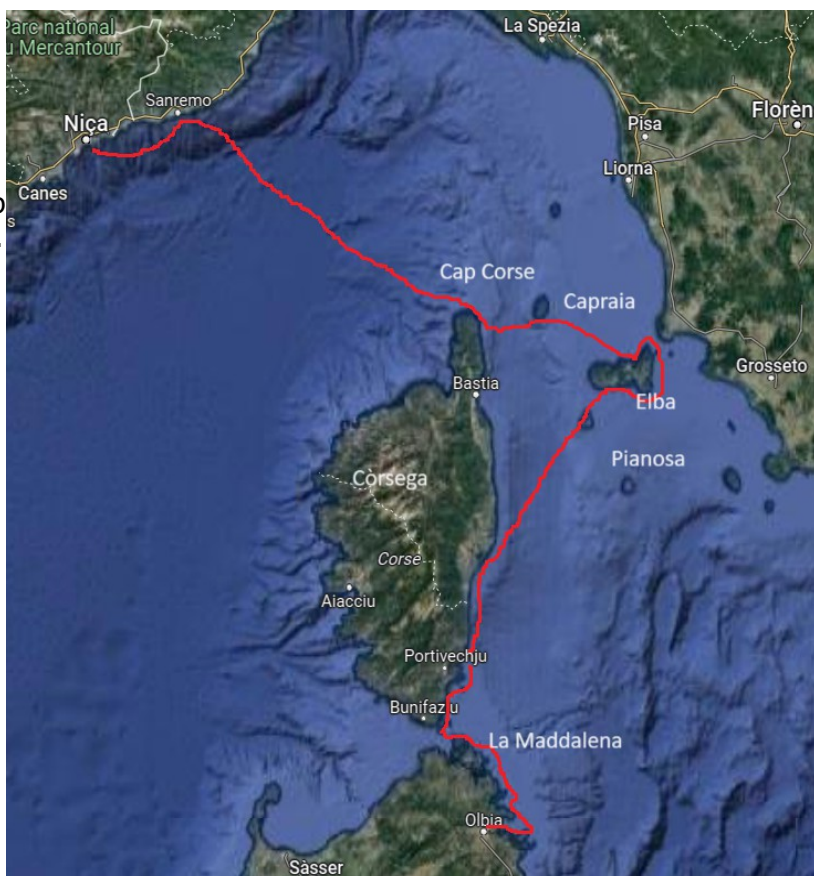 Parc national
u Mercantour
La Spezia
Sanremo
Niça
Florèn
Pisa
Liorna
Canes
s
Cap Corse
Capraia
Grosseto
Bastia
Elba
Pianosa
Còrsega
Corse
Aiacciu
Portivechju
Bunifaziu
La Maddalena
Olbia
Sàsser